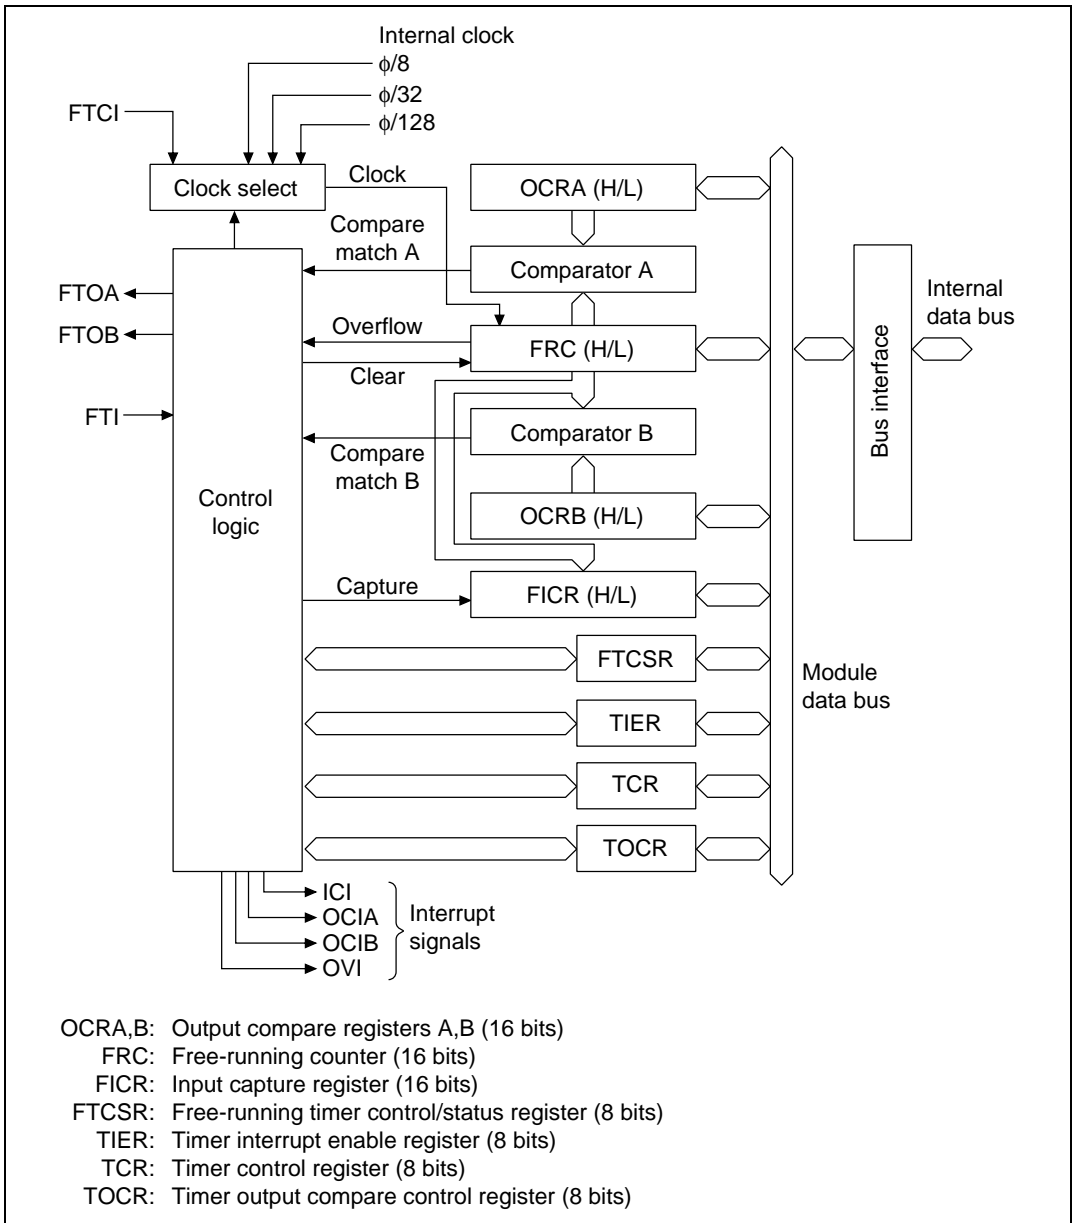 Internal clock
ϕ/8
ϕ/32
ϕ/128
FTCI
Clock select
Clock
OCRA (H/L)
Compare
match A
Comparator A
FTOA
FTOB
Overflow
FRC (H/L)
Clear
Internal
data bus
Bus interface
FTI
Comparator B
Compare
match B
Control
logic
OCRB (H/L)
Capture
FICR (H/L)
FTCSR
Module
data bus
TIER
TCR
TOCR
ICI
OCIA
OCIB
OVI
Interrupt
signals
OCRA,B: Output compare registers A,B (16 bits)
FRC: Free-running counter (16 bits)
FICR: Input capture register (16 bits)
FTCSR: Free-running timer control/status register (8 bits)
TIER: Timer interrupt enable register (8 bits)
TCR: Timer control register (8 bits)
TOCR: Timer output compare control register (8 bits)